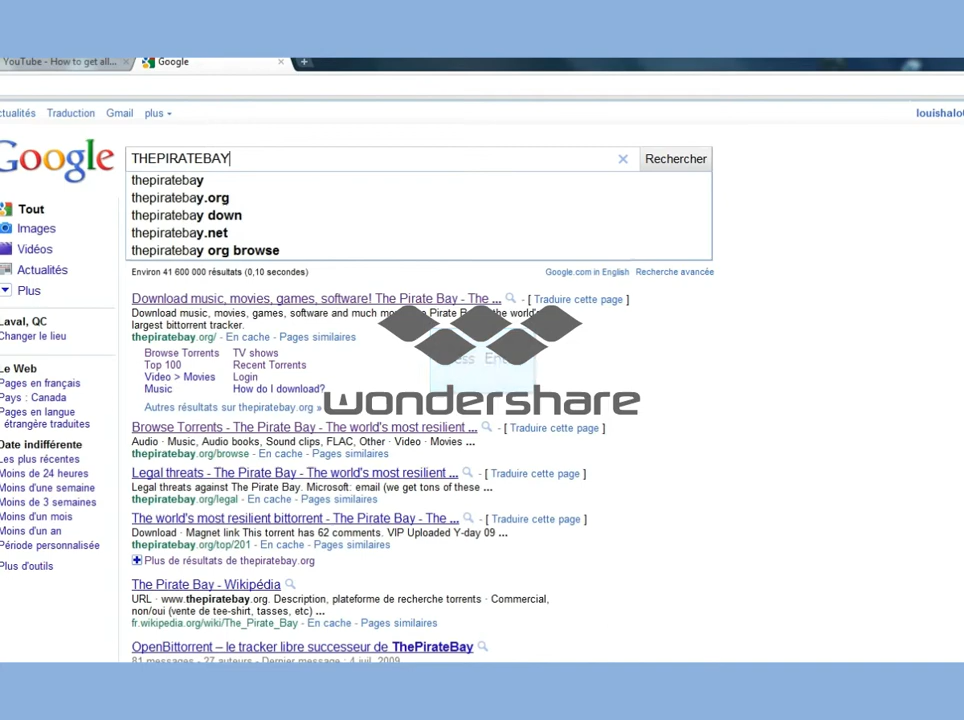 YouTube - How to get all...
Google
ctualités Traduction Gmail plus
louishalo
Google
THEPIRATEBAY
Rechercher
thepiratebay
thepiratebay.org
thepiratebay down
thepiratebay.net
thepiratebay org browse
Tout
Images
Vidéos
Actualités
Plus
Laval, QC
Changer le lieu
Le Web
Pages en français
Pays : Canada
Pages en langue
étrangère traduites
Date indifférente
Les plus récentes
Moins de 24 heures
Moins d'une semaine
Moins de 3 semaines
Moins d'un mois
Moins d'un an
Période personnalisée
Plus d'outils
Environ 41 600 000 résultats (0,10 secondes)
Google.com in English Recherche avancée
Download music, movies, games, software! The Pirate Bay - The ... - [ Traduire cette page ]
Download music, movies, games, software and much mo Pirate Bay - The world's
largest bittorrent tracker.
thepiratebay.org/ - En cache - Pages similaires
Browse Torrents TV shows
Top 100 Recent Torrents
Video > Movies Login
Music How do I download?
Autres résultats sur thepiratebay.org »
wondershare
Browse Torrents - The Pirate Bay - The world's most resilient ... - [ Traduire cette page ]
Audio · Music, Audio books, Sound clips, FLAC, Other · Video · Movies ...
thepiratebay.org/browse - En cache - Pages similaires
Legal threats - The Pirate Bay - The world's most resilient ... - [ Traduire cette page ]
Legal threats against The Pirate Bay. Microsoft: email (we get tons of these ...
thepiratebay.org/legal - En cache - Pages similaires
The world's most resilient bittorrent - The Pirate Bay - The ... - [ Traduire cette page ]
Download · Magnet link This torrent has 62 comments. VIP Uploaded Y-day 09 ...
thepiratebay.org/top/201 - En cache - Pages similaires
Plus de résultats de thepiratebay.org
The Pirate Bay - Wikipédia
URL · www.thepiratebay.org. Description, plateforme de recherche torrents · Commercial,
non/oui (vente de tee-shirt, tasses, etc) ...
fr.wikipedia.org/wiki/The_Pirate_Bay - En cache - Pages similaires
OpenBittorrent – le tracker libre successeur de ThePirateBay
81 messages - 27 auteurs - Dernier message : 4 juil. 2009